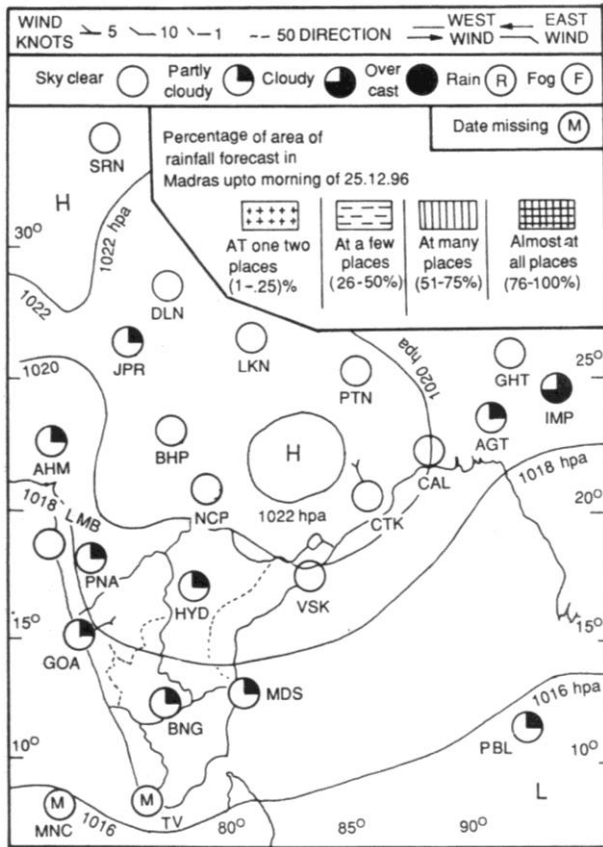 WIND KNOTS 5 10 1 -- 50 DIRECTION WEST WIND EAST WIND
Sky clear Partly cloudy Cloudy Over cast Rain R Fog F
Date missing M
Percentage of area of
rainfall forecast in
Madras upto morning of 25.12.96
AT one two places (1-.25)%
At a few places (26-50%)
At many places (51-75%)
Almost at all places (76-100%)
SRN
H
1022 hpa
30°
1022
DLN
1020
JPR
LKN
PTN
1020 hpa
GHT
25°
IMP
AGT
AHM
BHP
H
CAL
1018 hpa
1018
LMB
NCP
1022 hpa
CTK
20°
PNA
HYD
VSK
15°
15°
GOA
MDS
1016 hpa
BNG
PBL
10°
10°
L
M
M
MNC
1016
TV
80°
85°
90°